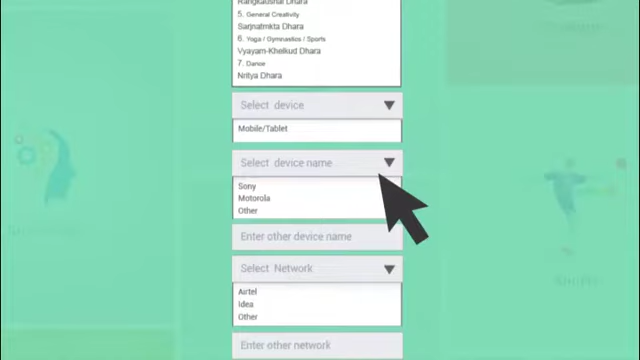 Rangkaushal Dhara
5. General Creativity
Sarjnatmkta Dhara
6. Yoga / Gymnastics / Sports
Vyayam-Khelkud Dhara
7. Dance
Nritya Dhara
Select device
Mobile/Tablet
Select device name
Sony
Motorola
Other
Enter other device name
Select Network
Airtel
Idea
Other
Enter other network